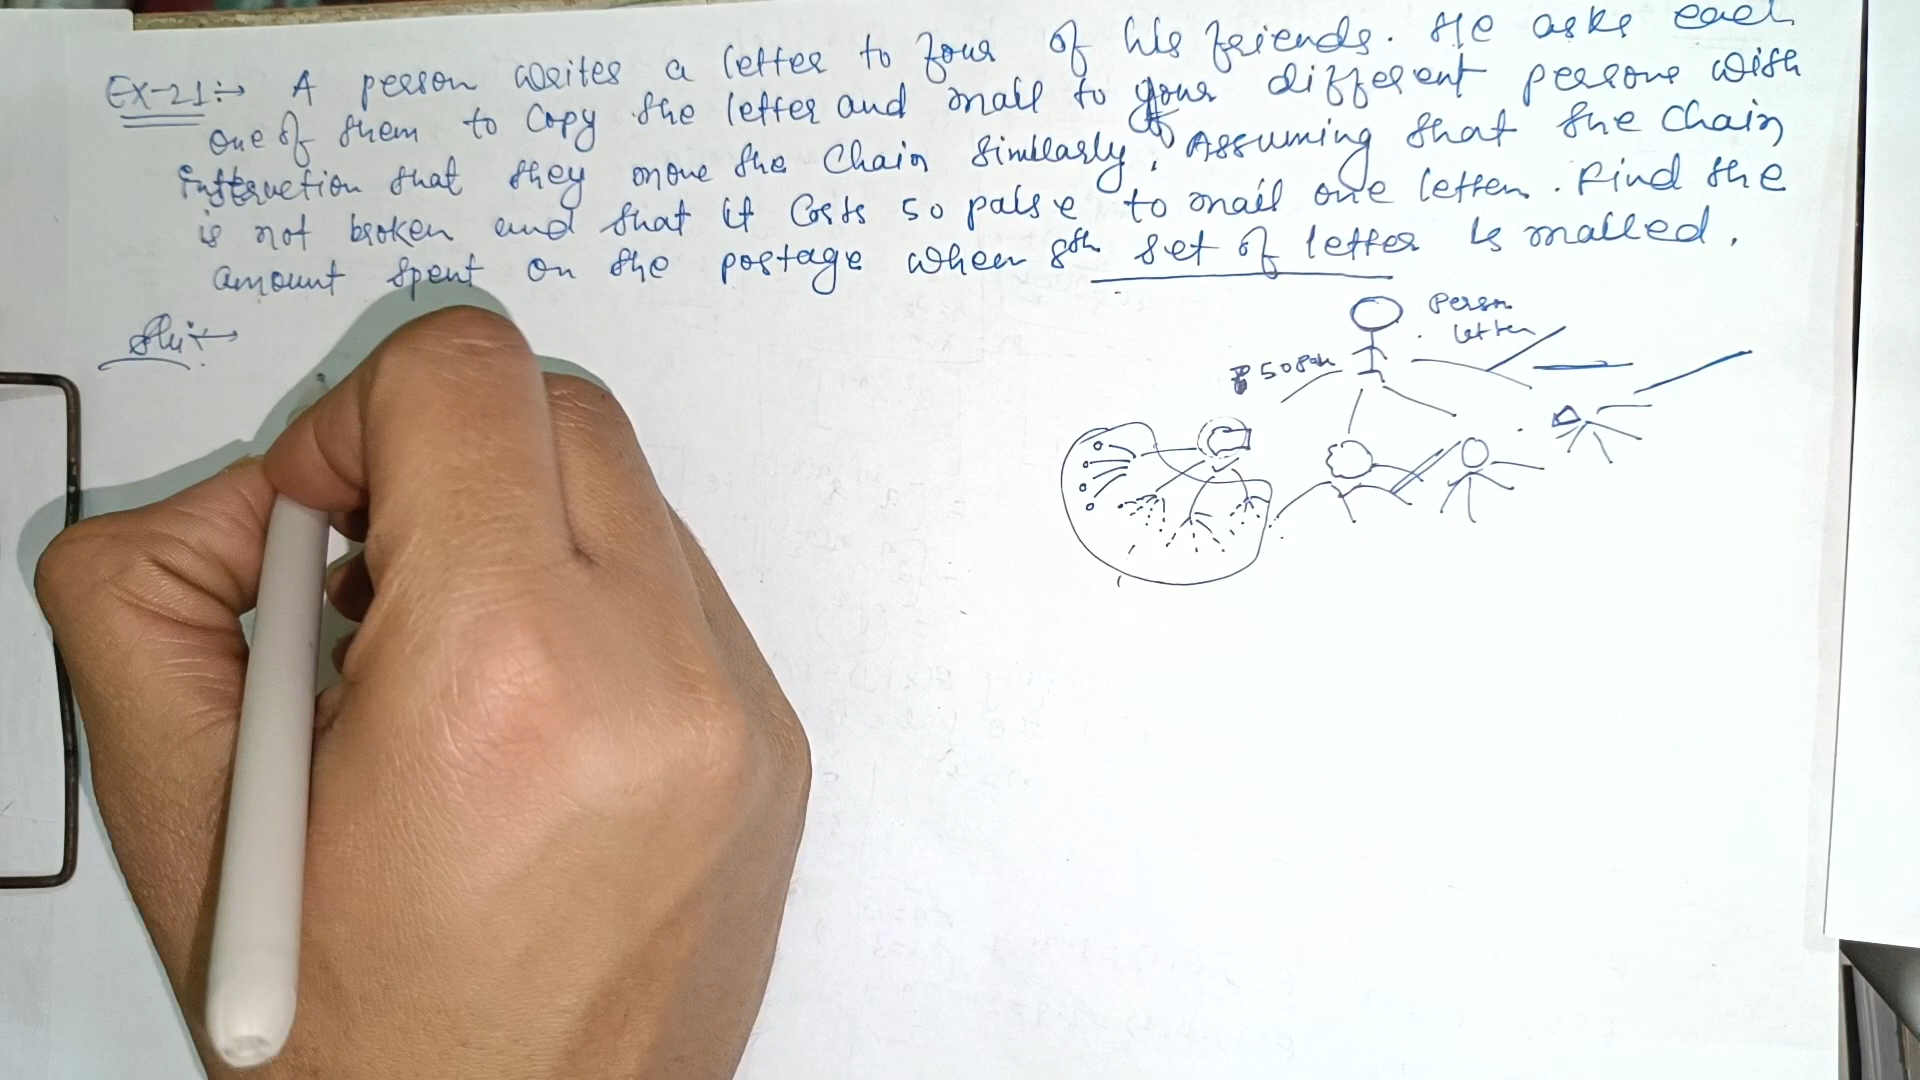 Ex-21:→ A person writes a letter to four of his friends. He asks each
one of them to copy the letter and mail to four different persons with
instruction that they move the chain similarly. Assuming that the chain
is not broken and that it costs 50 paise to mail one letter. Find the
amount spent on the postage when 8th set of letter is mailed.
Person
letter